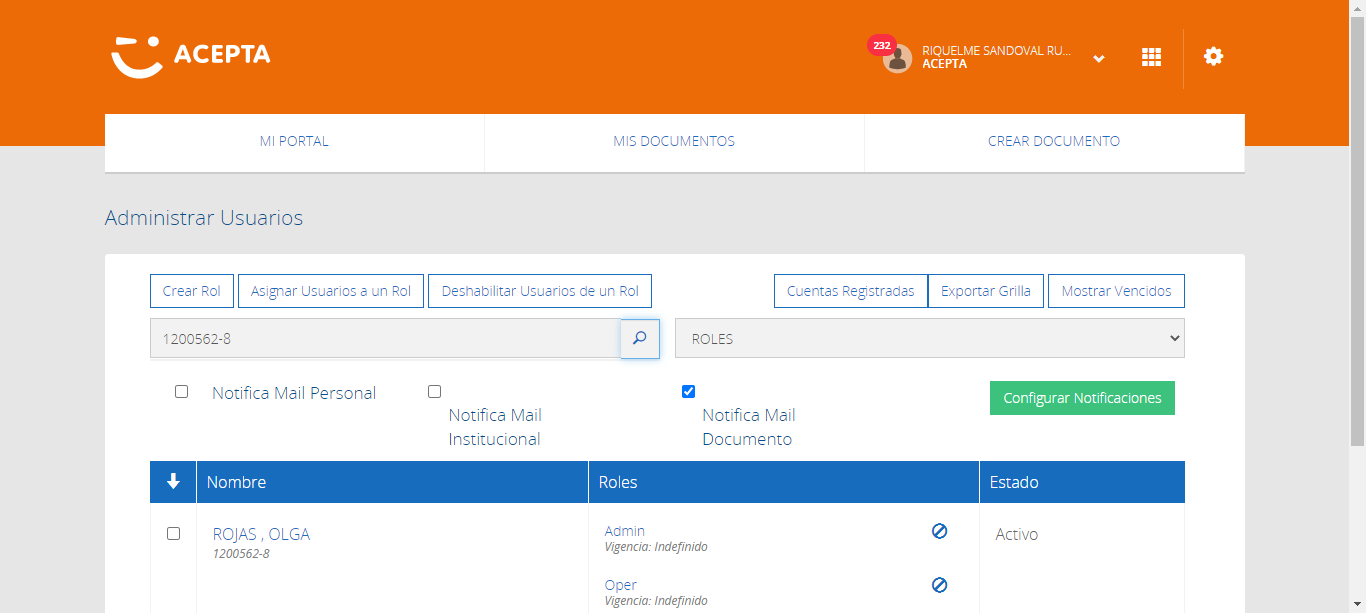 ACEPTA
232
RIQUELME SANDOVAL RU...
ACEPTA
MI PORTAL
MIS DOCUMENTOS
CREAR DOCUMENTO
Administrar Usuarios
Crear Rol
Asignar Usuarios a un Rol
Deshabilitar Usuarios de un Rol
Cuentas Registradas
Exportar Grilla
Mostrar Vencidos
1200562-8
ROLES
Notifica Mail Personal
Notifica Mail
Institucional
Notifica Mail
Documento
Configurar Notificaciones
Nombre
Roles
Estado
ROJAS , OLGA
1200562-8
Admin
Vigencia: Indefinido
Activo
Oper
Vigencia: Indefinido